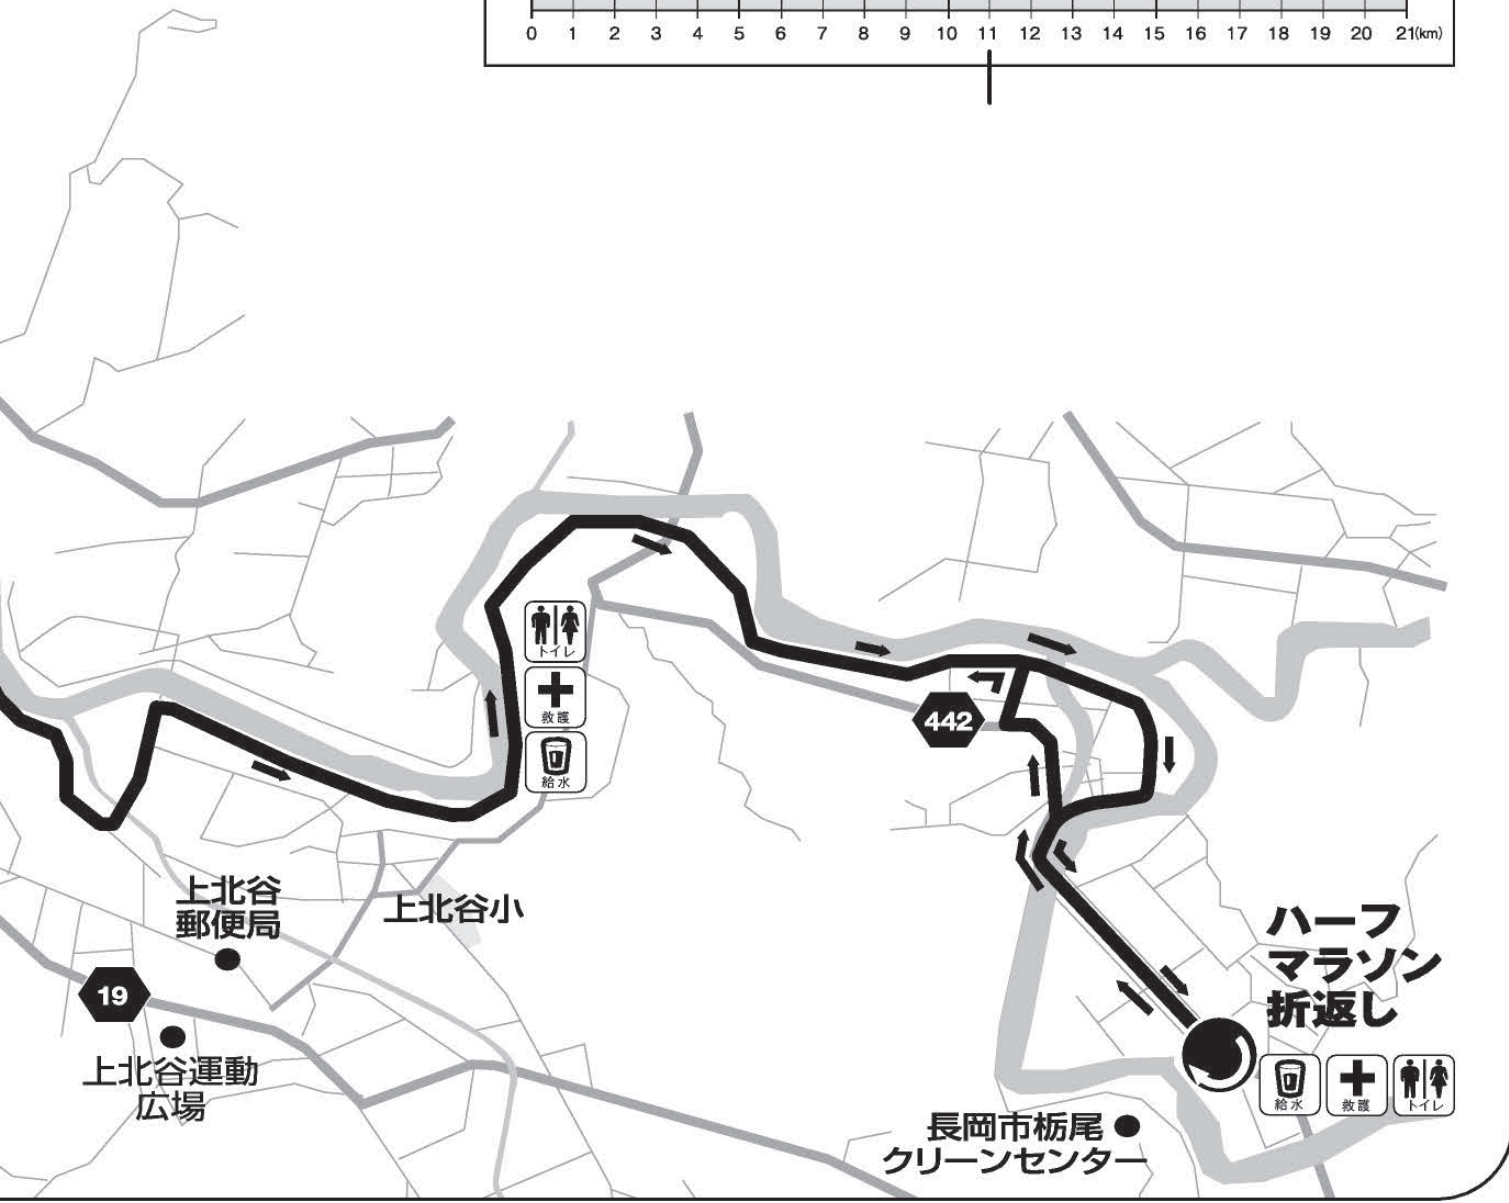 0 1 2 3 4 5 6 7 8 9 10 11 12 13 14 15 16 17 18 19 20 21(km)
トイレ
救護
給水
442
上北谷
郵便局
上北谷小
19
上北谷運動
広場
ハーフ
マラソン
折返し
給水
救護
トイレ
長岡市栃尾
クリーンセンター